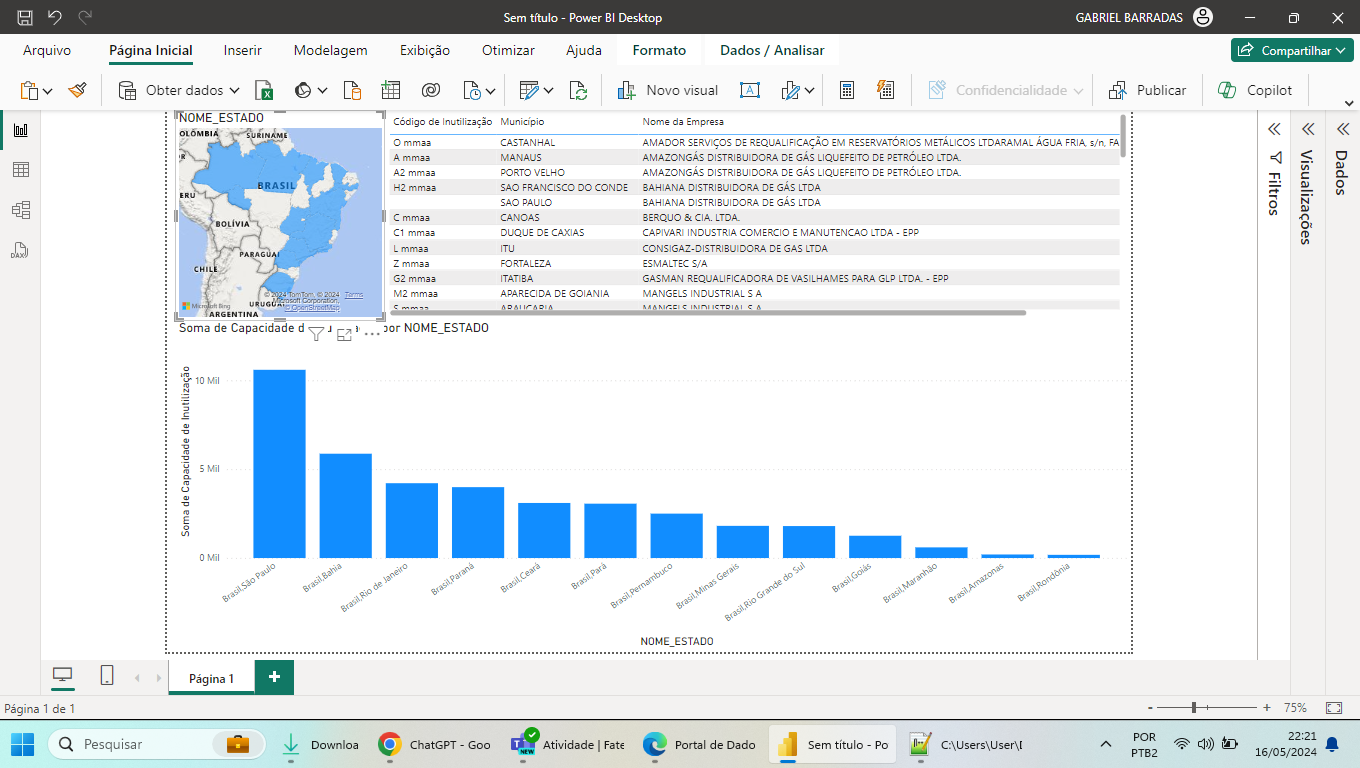 Sem título - Power BI Desktop
GABRIEL BARRADAS
Arquivo
Página Inicial
Inserir
Modelagem
Exibição
Otimizar
Ajuda
Formato
Dados / Analisar
Compartilhar
Obter dados
Novo visual
Confidencialidade
Publicar
Copilot
NOME_ESTADO
OLÔMBIA
SURINAME
BRASIL
ERU
BOLÍVIA
PARAGUAI
CHILE
URUGUAI
ARGENTINA
© 2024 TomTom, © 2024
Microsoft Corporation,
© OpenStreetMap
Terms
Microsoft Bing
Código de Inutilização Município Nome da Empresa
O mmaa CASTANHAL AMADOR SERVIÇOS DE REQUALIFICAÇÃO EM RESERVATÓRIOS METÁLICOS LTDARAMAL ÁGUA FRIA, s/n, FA
A mmaa MANAUS AMAZONGÁS DISTRIBUIDORA DE GÁS LIQUEFEITO DE PETRÓLEO LTDA.
A2 mmaa PORTO VELHO AMAZONGÁS DISTRIBUIDORA DE GÁS LIQUEFEITO DE PETRÓLEO LTDA.
H2 mmaa SAO FRANCISCO DO CONDE BAHIANA DISTRIBUIDORA DE GÁS LTDA
SAO PAULO BAHIANA DISTRIBUIDORA DE GÁS LTDA
C mmaa CANOAS BERQUO & CIA. LTDA.
C1 mmaa DUQUE DE CAXIAS CAPIVARI INDUSTRIA COMERCIO E MANUTENCAO LTDA - EPP
L mmaa ITU CONSIGAZ-DISTRIBUIDORA DE GAS LTDA
Z mmaa FORTALEZA ESMALTEC S/A
G2 mmaa ITATIBA GASMAN REQUALIFICADORA DE VASILHAMES PARA GLP LTDA. - EPP
M2 mmaa APARECIDA DE GOIANIA MANGELS INDUSTRIAL S A
S mmaa ARAUCARIA MANGELS INDUSTRIAL S A
Soma de Capacidade d
por NOME_ESTADO
Soma de Capacidade de Inutilização
10 Mil
5 Mil
0 Mil
Brasil,São Paulo
Brasil,Bahia
Brasil,Rio de Janeiro
Brasil,Paraná
Brasil,Ceará
Brasil,Pará
Brasil,Pernambuco
Brasil,Minas Gerais
Brasil,Rio Grande do Sul
Brasil,Goiás
Brasil,Maranhão
Brasil,Amazonas
Brasil,Rondônia
NOME_ESTADO
Filtros
Visualizações
Dados
Página 1
Página 1 de 1
75%
Pesquisar
Downloa
ChatGPT - Goo
NEW
Atividade | Fate
Portal de Dado
Sem título - Po
C:\Users\User\D
POR
PTB2
22:21
16/05/2024